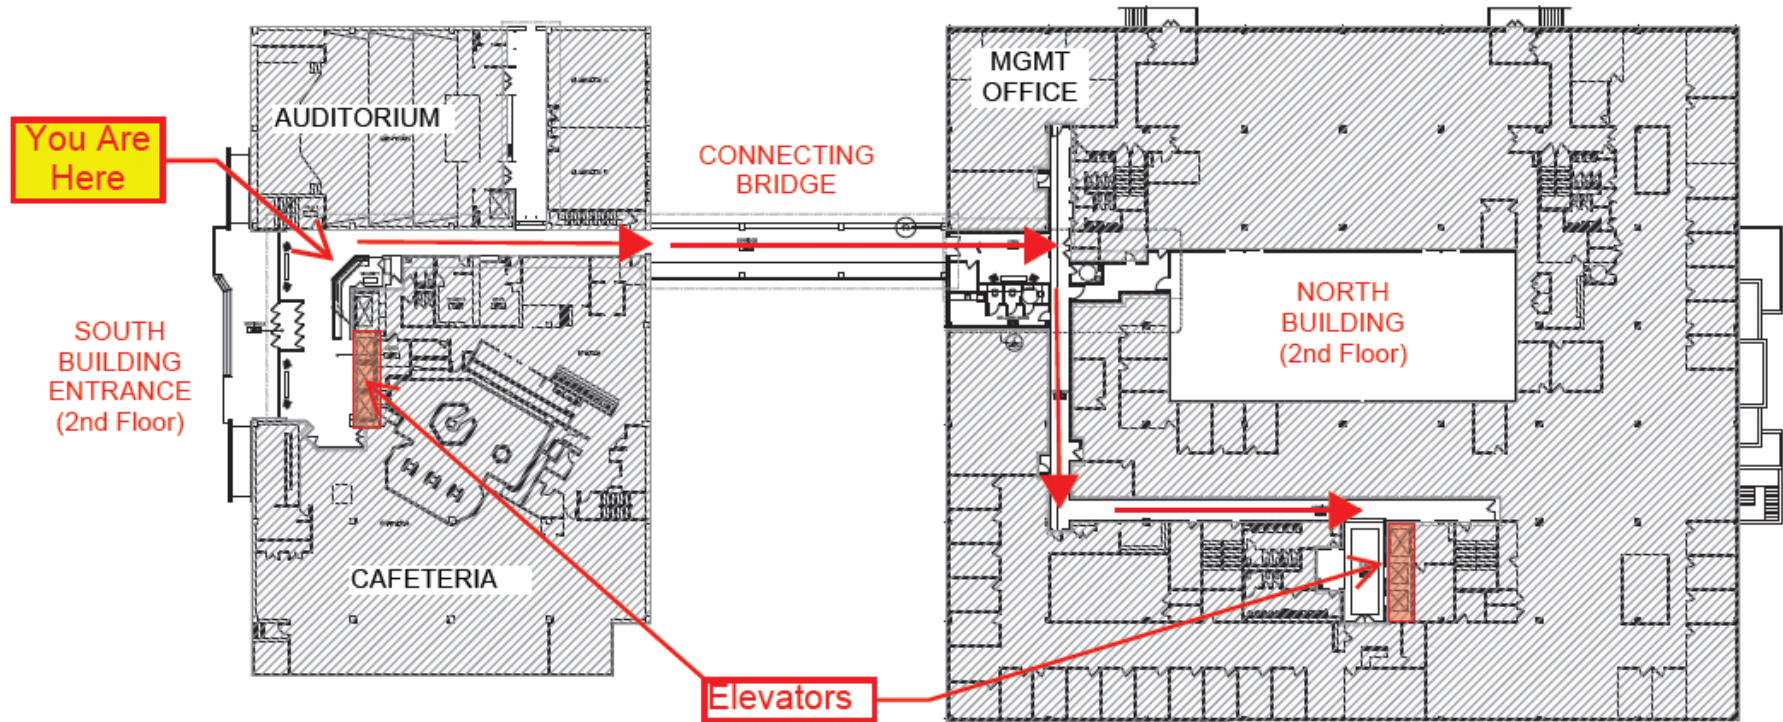 MGMT
OFFICE
AUDITORIUM
You Are
Here
CONNECTING
BRIDGE
SOUTH
BUILDING
ENTRANCE
(2nd Floor)
NORTH
BUILDING
(2nd Floor)
CAFETERIA
Elevators